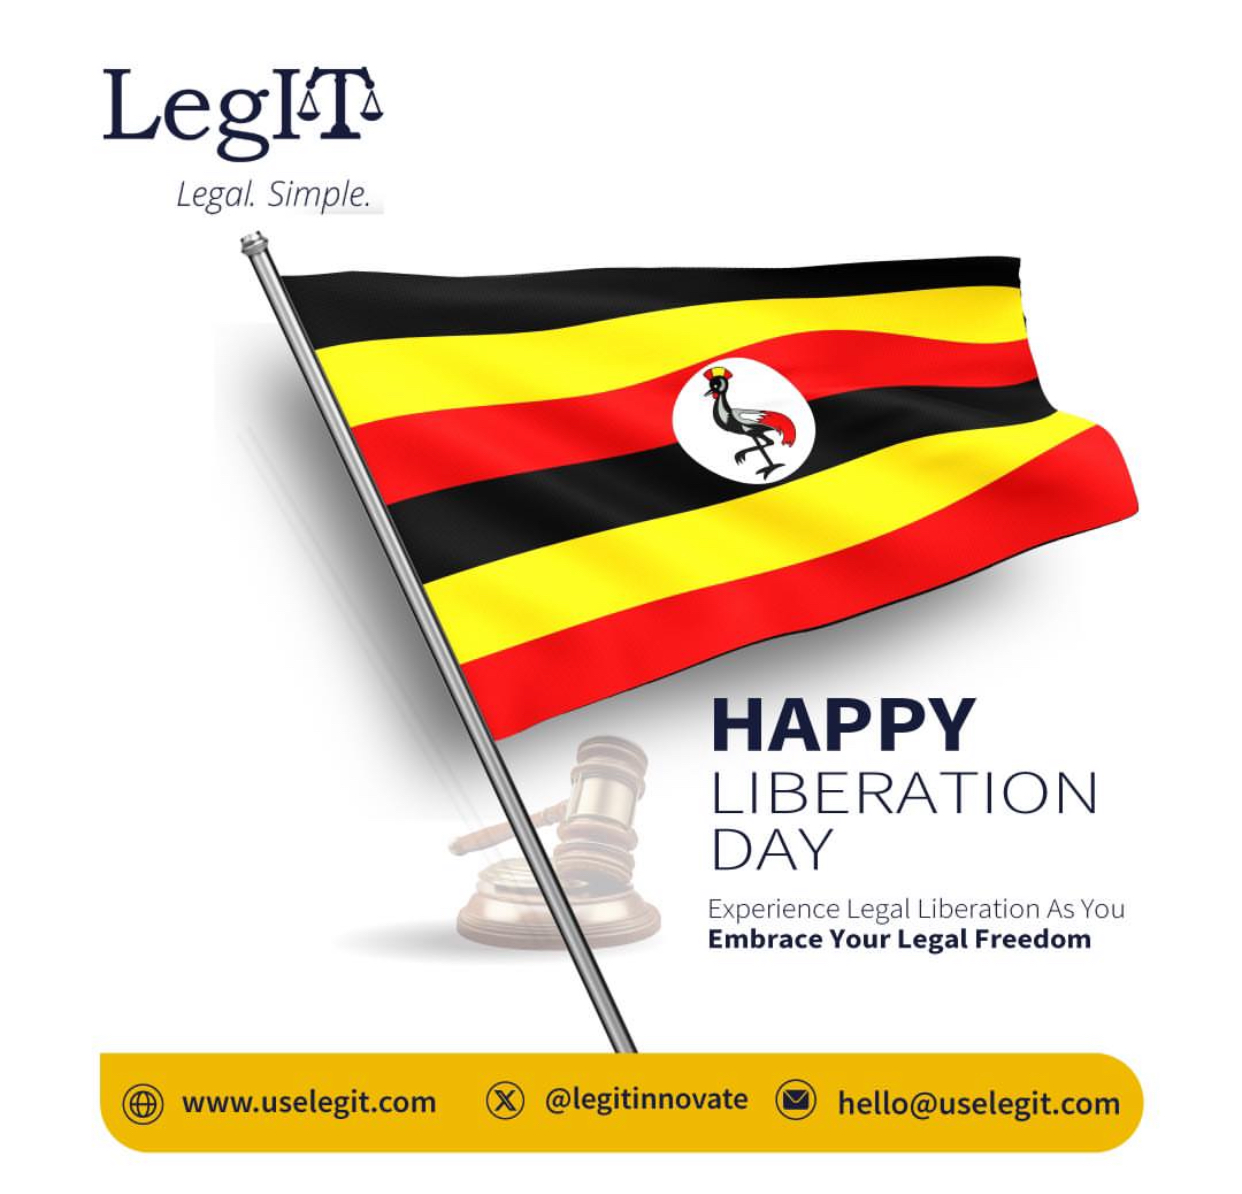 LegIT
Legal. Simple.
HAPPY
LIBERATION
DAY
Experience Legal Liberation As You
Embrace Your Legal Freedom
www.uselegit.com
@legitinnovate
hello@uselegit.com